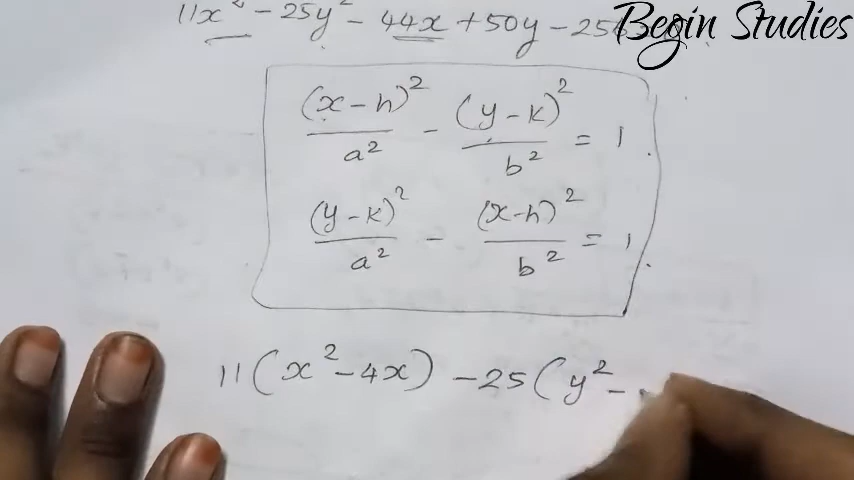 Begin Studies
11x² - 25y² - 44x + 50y - 256
(x-h)²/a² - (y-k)²/b² = 1.
(y-k)²/a² - (x-h)²/b² = 1.
11(x² - 4x) - 25(y² -